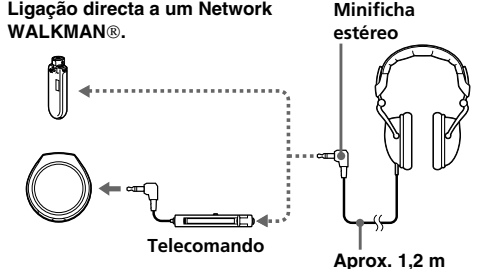 Ligação directa a um Network
WALKMAN®.
Minificha
estéreo
Telecomando
Aprox. 1,2 m